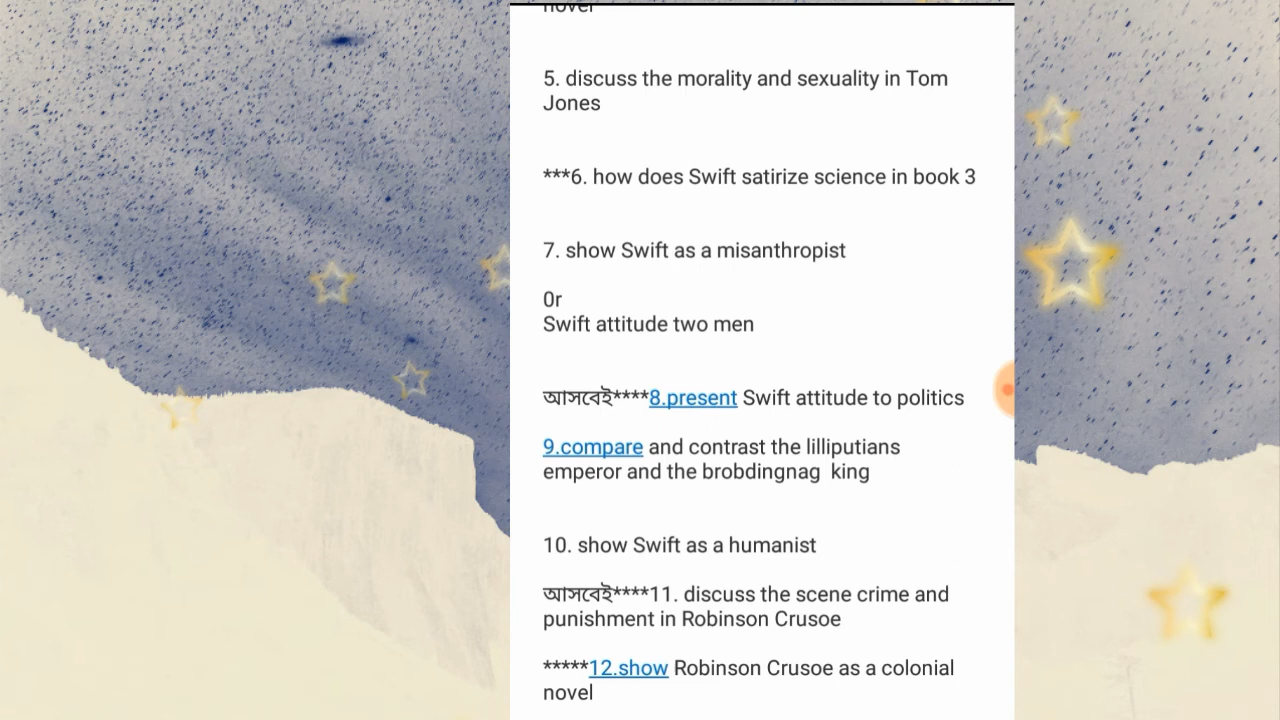 novel
5. discuss the morality and sexuality in Tom
Jones
***6. how does Swift satirize science in book 3
7. show Swift as a misanthropist
0r
Swift attitude two men
আসবেই****8.present Swift attitude to politics
9.compare and contrast the lilliputians
emperor and the brobdingnag  king
10. show Swift as a humanist
আসবেই****11. discuss the scene crime and
punishment in Robinson Crusoe
*****12.show Robinson Crusoe as a colonial
novel